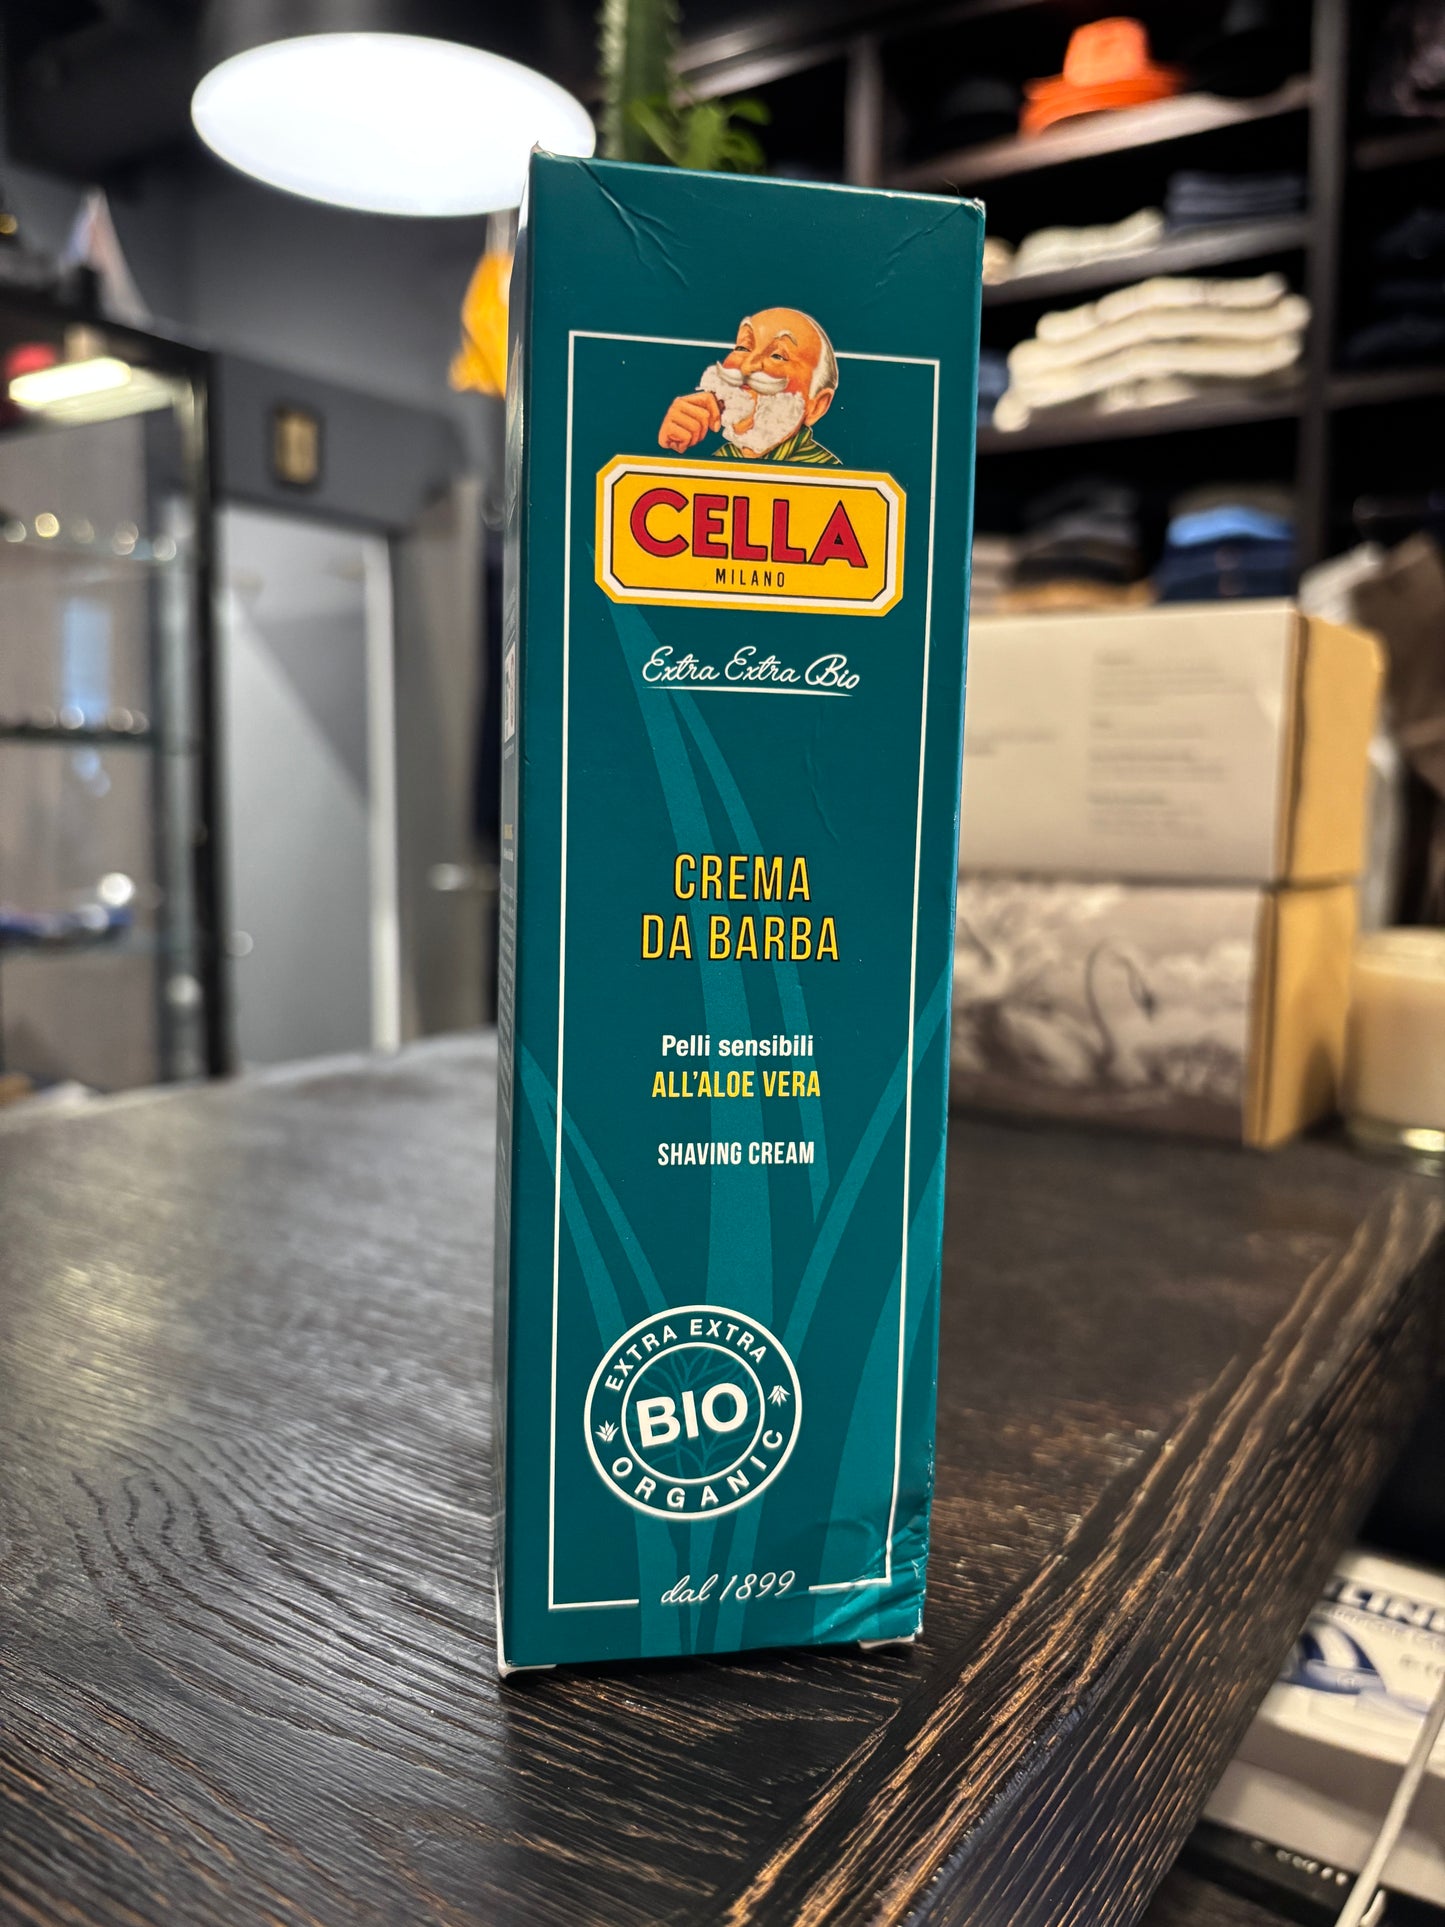 CELLA
MILANO
Extra Extra Bio
CREMA
DA BARBA
Pelli sensibili
ALL'ALOE VERA
SHAVING CREAM
EXTRA EXTRA
BIO
ORGANIC
dal 1899